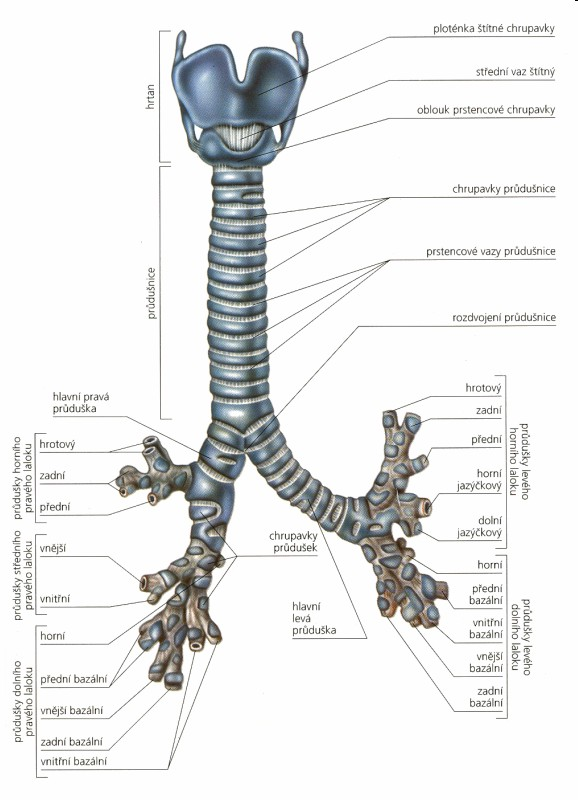 ploténka štítné chrupavky
střední vaz štítný
oblouk prstencové chrupavky
hrtan
chrupavky průdušnice
prstencové vazy průdušnice
průdušnice
rozdvojení průdušnice
hlavní pravá
průduška
průdušky horního
pravého laloku
hrotový
zadní
přední
průdušky středního
pravého laloku
vnější
vnitřní
průdušky dolního
pravého laloku
horní
přední bazální
vnější bazální
zadní bazální
vnitřní bazální
chrupavky
průdušek
hlavní
levá
průduška
hrotový
zadní
přední
horní
jazýčkový
dolní
jazýčkový
průdušky levého
horního laloku
horní
přední
bazální
vnitřní
bazální
vnější
bazální
zadní
bazální
průdušky levého
dolního laloku